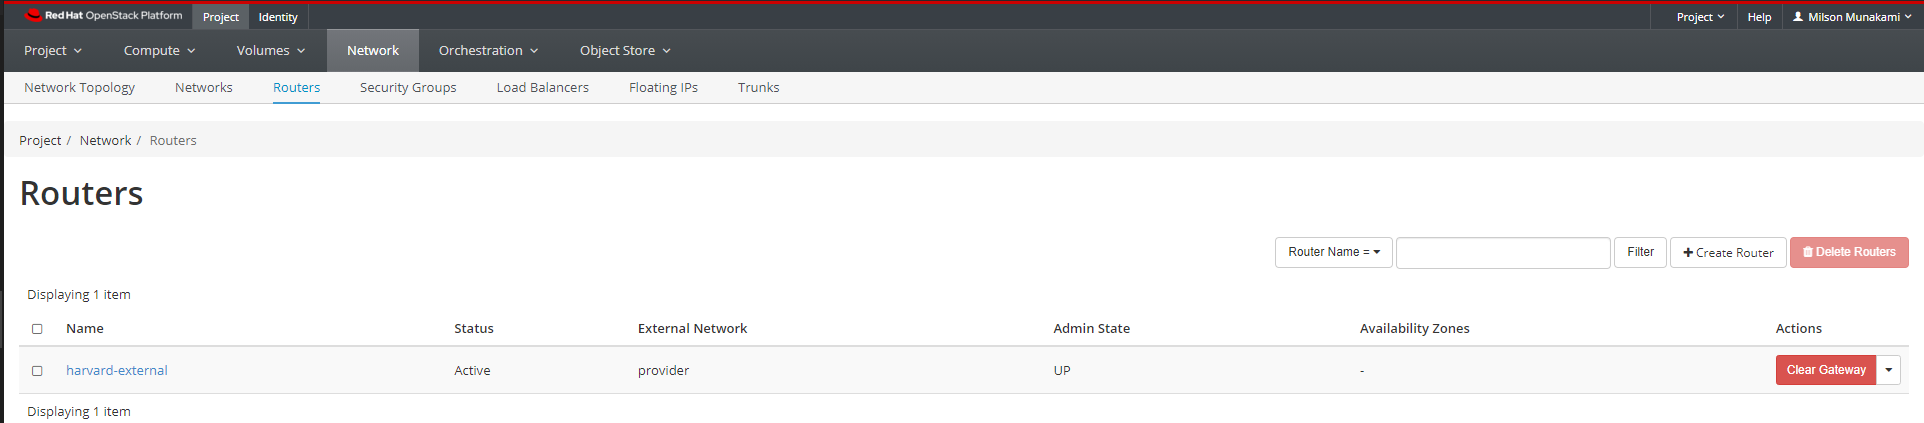 Red Hat OpenStack Platform Project Identity Project Help Milson Munakami
Project Compute Volumes Network Orchestration Object Store
Network Topology Networks Routers Security Groups Load Balancers Floating IPs Trunks
Project / Network / Routers
Routers
Router Name = Filter + Create Router Delete Routers
Displaying 1 item
Name Status External Network Admin State Availability Zones Actions
harvard-external Active provider UP - Clear Gateway
Displaying 1 item